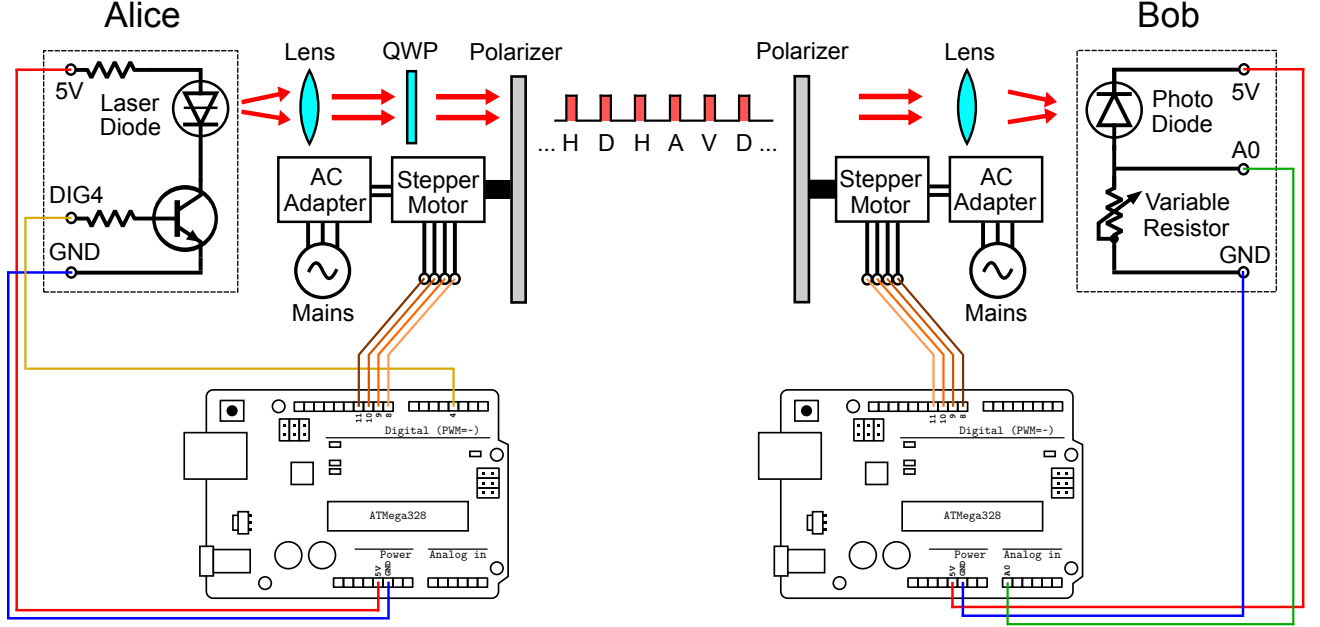 Alice
Bob
Lens
QWP
Polarizer
Polarizer
Lens
5V
Laser
Diode
DIG4
GND
AC
Adapter
Stepper
Motor
Mains
... H D H A V D ...
Stepper
Motor
AC
Adapter
Mains
Photo
Diode
5V
A0
Variable
Resistor
GND
11
10
9
8
4
Digital (PWM=~)
ATMega328
Power
Analog in
5V
GND
11
10
9
8
Digital (PWM=~)
ATMega328
Power
Analog in
5V
GND
A0